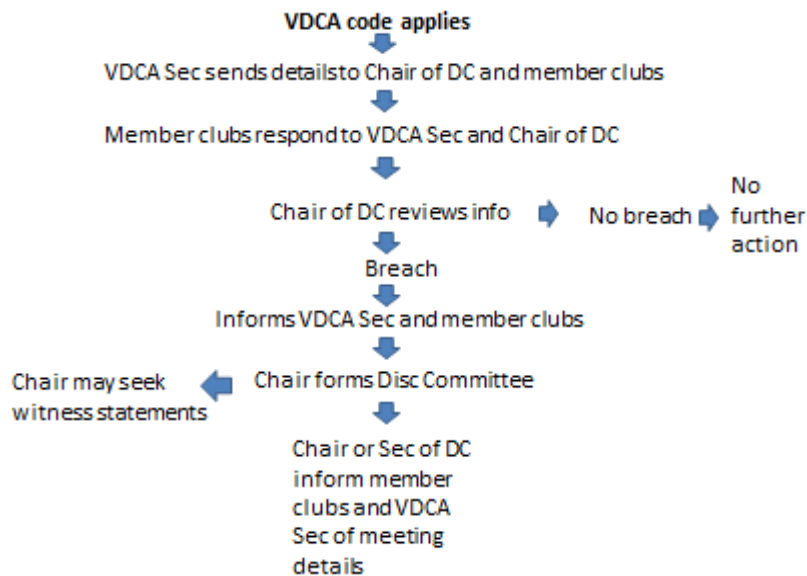 VDCA code applies
VDCA Sec sends details to Chair of DC and member clubs
Member clubs respond to VDCA Sec and Chair of DC
Chair of DC reviews info
No breach
No
further
action
Breach
Informs VDCA Sec and member clubs
Chair forms Disc Committee
Chair may seek
witness statements
Chair or Sec of DC
inform member
clubs and VDCA
Sec of meeting
details